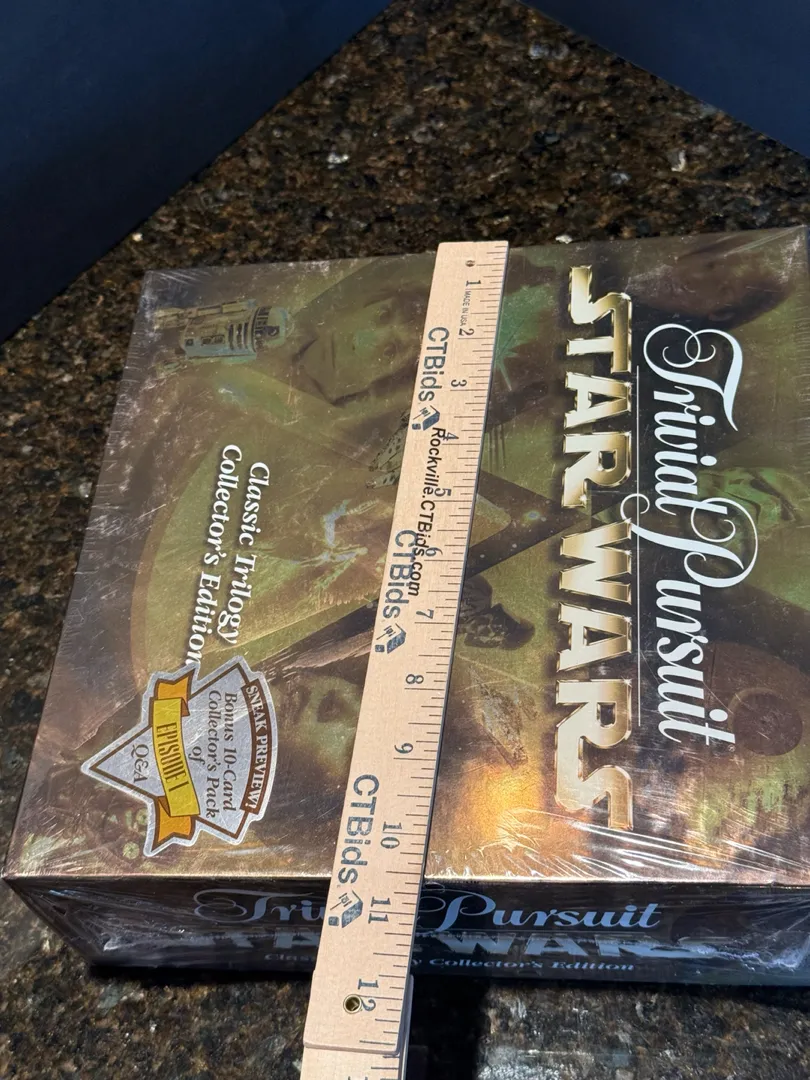 Trivial Pursuit
STAR WARS
Classic Trilogy
Collector's Edition
SNEAK PREVIEW!
Bonus 10-Card
Collector's Pack
of
EPISODE I
Q&A
1 2 3 4 5 6 7 8 9 10 11 12
MADE IN USA
CTBids
Rockville.CTBids.com
CTBids
CTBids
Trivial Pursuit
STAR WARS
Collector's Edition